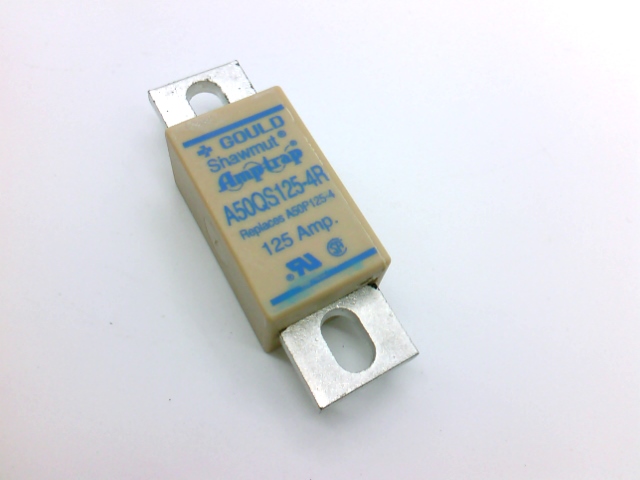 GOULD
Shawmut®
Amp-trap
A50QS125-4R
Replaces A50P125-4
125 Amp.